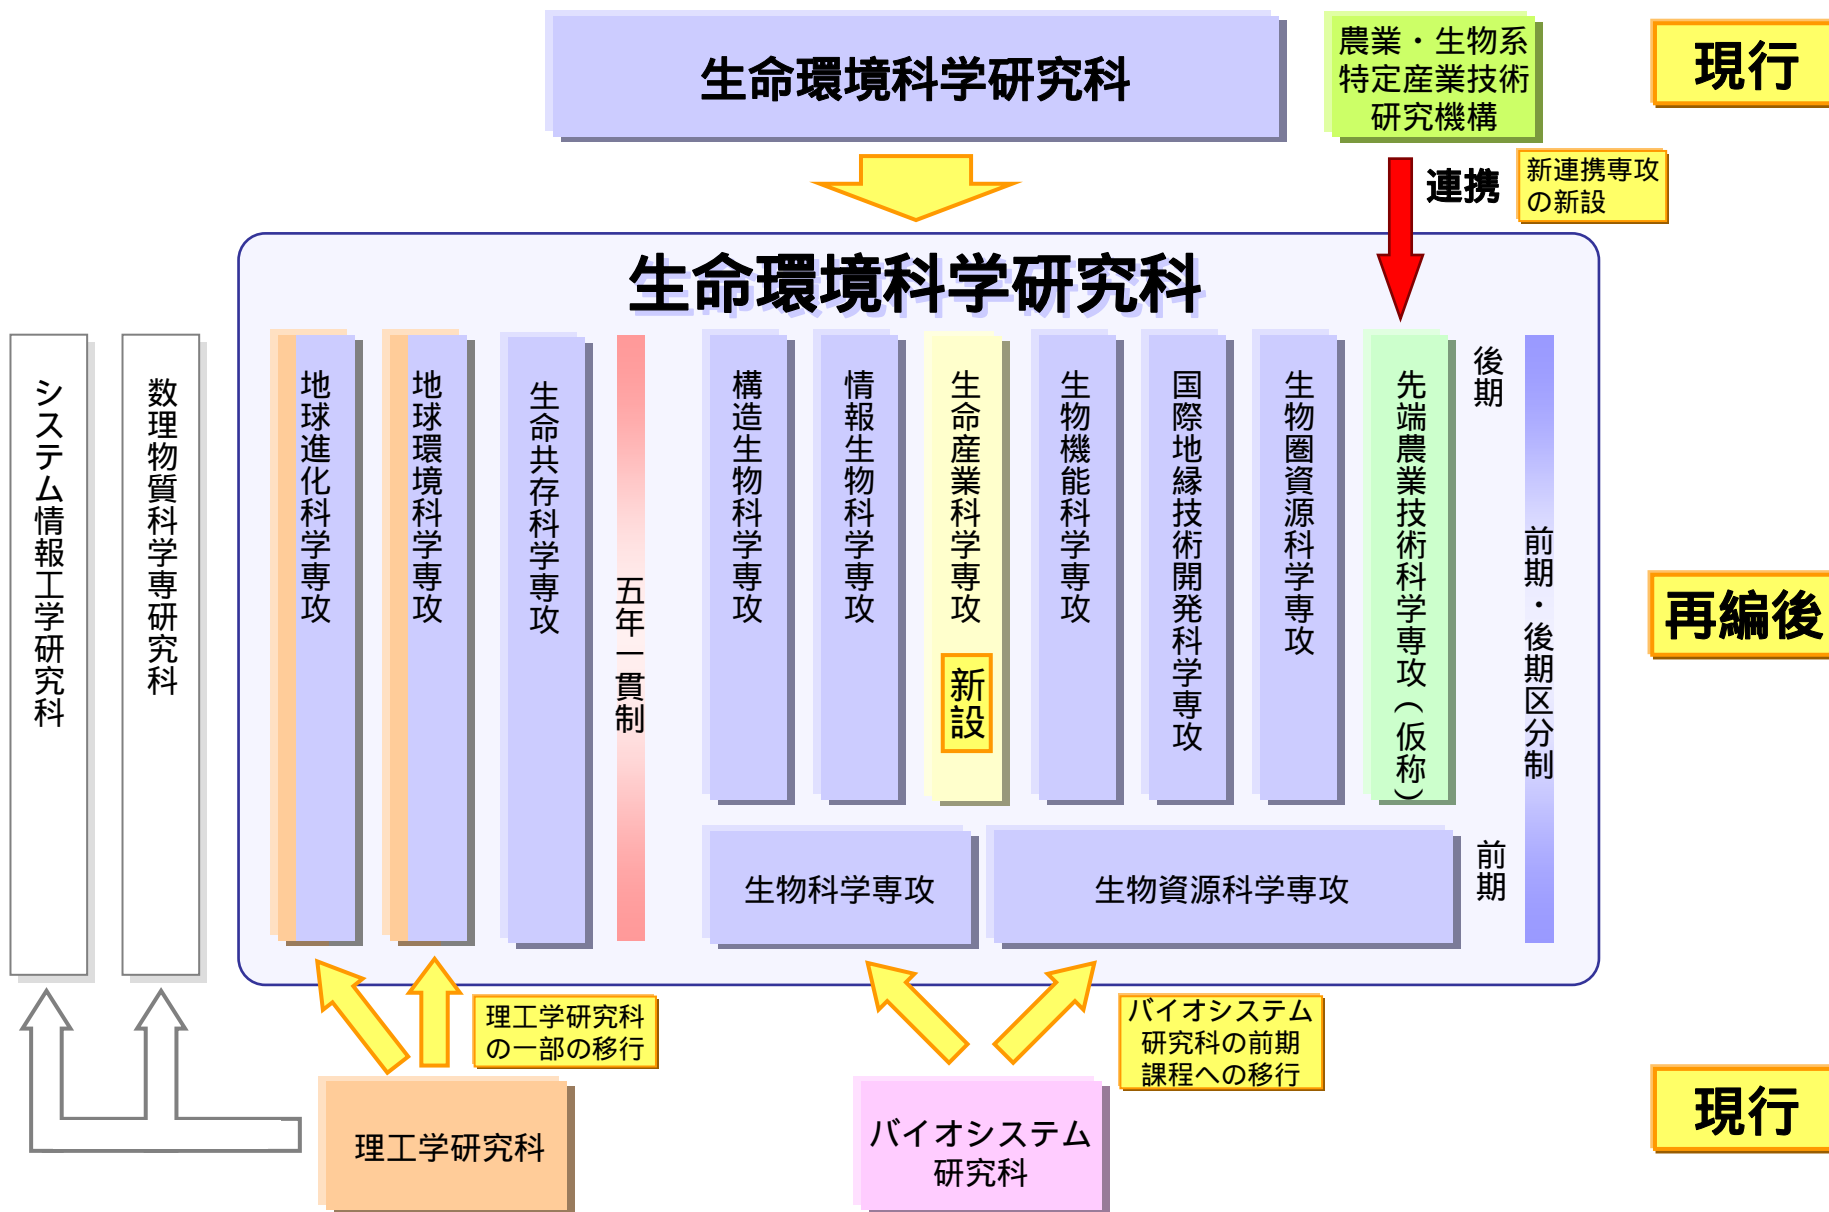 生命環境科学研究科
農業・生物系
特定産業技術
研究機構
現行
連携
新連携専攻
の新設
生命環境科学研究科
システム情報工学研究科
数理物質科学専研究科
地球進化科学専攻
地球環境科学専攻
生命共存科学専攻
五年一貫制
構造生物科学専攻
情報生物科学専攻
生命産業科学専攻
新設
生物機能科学専攻
国際地縁技術開発科学専攻
生物圏資源科学専攻
先端農業技術科学専攻（仮称）
後期
前期・後期区分制
再編後
生物科学専攻
生物資源科学専攻
前期
理工学研究科
の一部の移行
バイオシステム
研究科の前期
課程への移行
理工学研究科
バイオシステム
研究科
現行